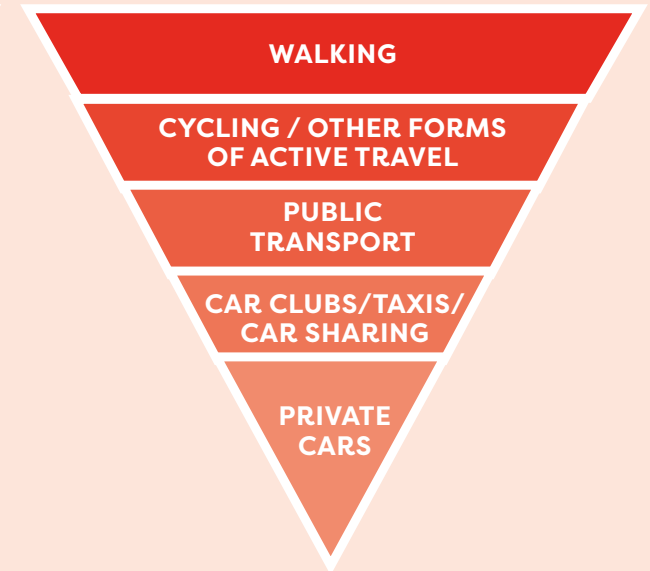 WALKING
CYCLING / OTHER FORMS
OF ACTIVE TRAVEL
PUBLIC
TRANSPORT
CAR CLUBS/TAXIS/
CAR SHARING
PRIVATE
CARS